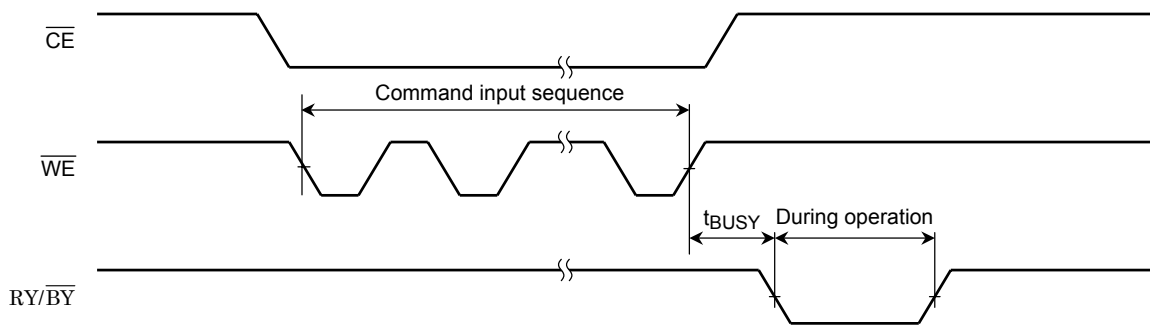 CE
Command input sequence
WE
tBUSY During operation
RY/BY